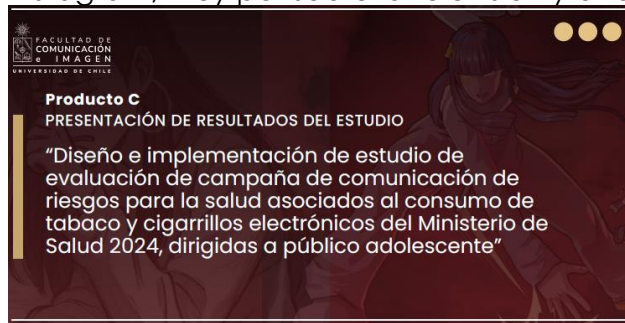 FACULTAD DE
COMUNICACIÓN
e IMAGEN
UNIVERSIDAD DE CHILE
Producto C
PRESENTACIÓN DE RESULTADOS DEL ESTUDIO
“Diseño e implementación de estudio de
evaluación de campaña de comunicación de
riesgos para la salud asociados al consumo de
tabaco y cigarrillos electrónicos del Ministerio de
Salud 2024, dirigidas a público adolescente”